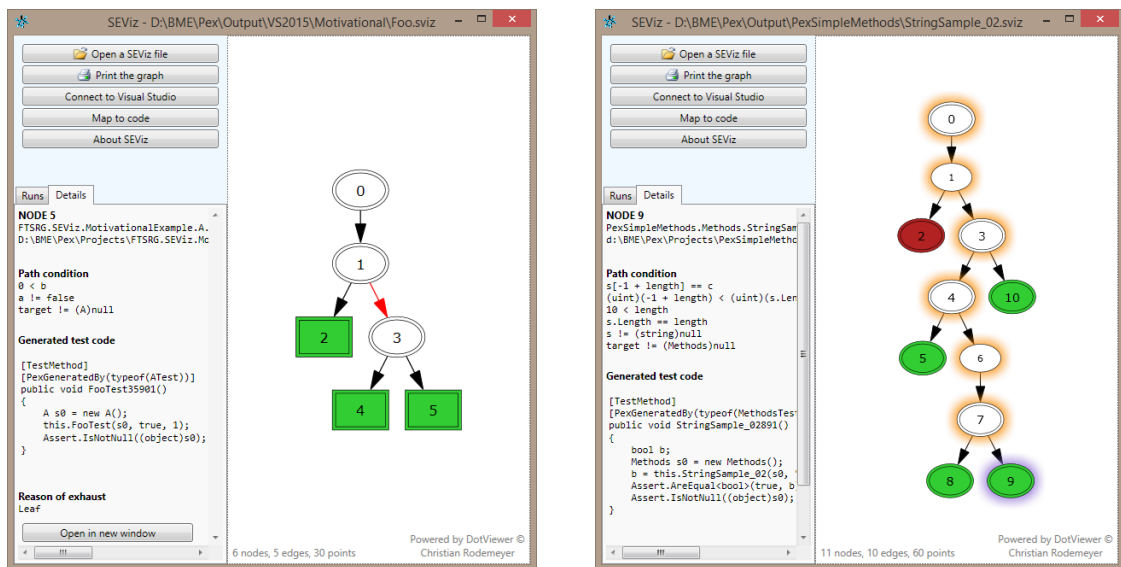 SEViz - D:\BME\Pex\Output\VS2015\Motivational\Foo.sviz
Open a SEViz file
Print the graph
Connect to Visual Studio
Map to code
About SEViz
Runs Details
NODE 5
FTSRG.SEViz.MotivationalExample.A.
D:\BME\Pex\Projects\FTSRG.SEViz.Mo
Path condition
0 < b
a != false
target != (A)null
Generated test code
[TestMethod]
[PexGeneratedBy(typeof(ATest))]
public void FooTest35901()
{
A s0 = new A();
this.FooTest(s0, true, 1);
Assert.IsNotNull((object)s0);
}
Reason of exhaust
Leaf
Open in new window
0
1
2
3
4
5
6 nodes, 5 edges, 30 points
Powered by DotViewer ©
Christian Rodemeyer
SEViz - D:\BME\Pex\Output\PexSimpleMethods\StringSample_02.sviz
Open a SEViz file
Print the graph
Connect to Visual Studio
Map to code
About SEViz
Runs Details
NODE 9
PexSimpleMethods.Methods.StringSam
d:\BME\Pex\Projects\PexSimpleMetho
Path condition
s[-1 + length] == c
(uint)(-1 + length) < (uint)(s.Len
10 < length
s.Length == length
s != (string)null
target != (Methods)null
Generated test code
[TestMethod]
[PexGeneratedBy(typeof(MethodsTest
public void StringSample_02891()
{
bool b;
Methods s0 = new Methods();
b = this.StringSample_02(s0,
Assert.AreEqual<bool>(true, b
Assert.IsNotNull((object)s0);
}
0
1
2
3
4
10
5
6
7
8
9
11 nodes, 10 edges, 60 points
Powered by DotViewer ©
Christian Rodemeyer